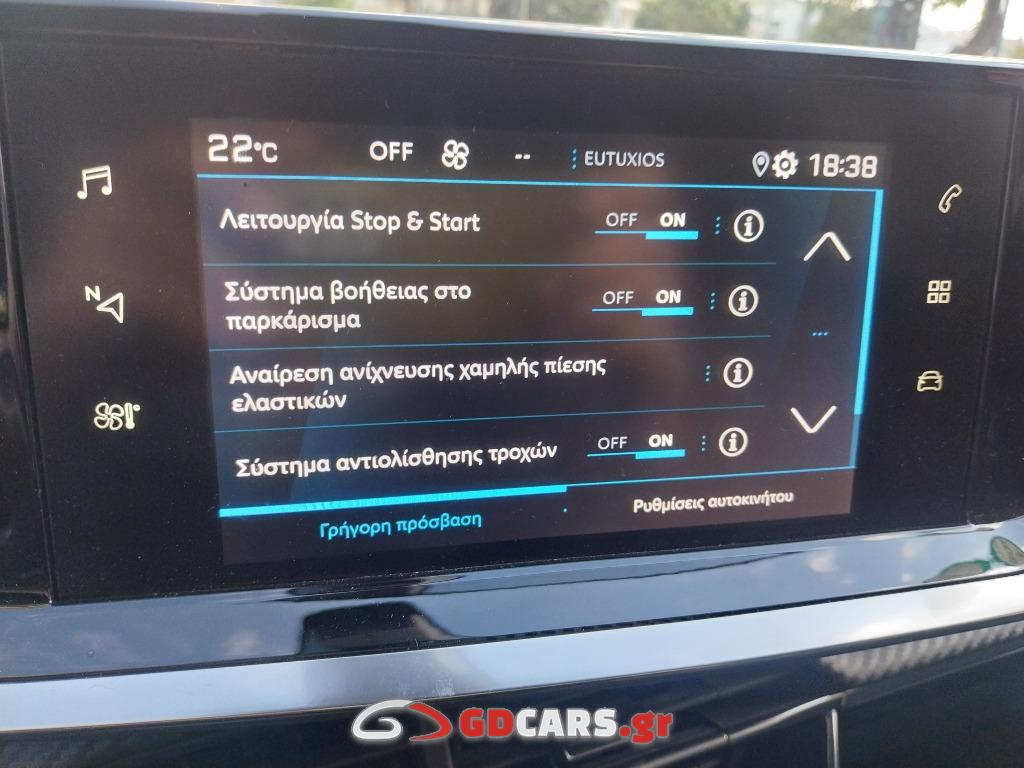 22°C OFF -- EUTUXIOS 18:38
Λειτουργία Stop & Start OFF ON
Σύστημα βοήθειας στο
παρκάρισμα OFF ON
Αναίρεση ανίχνευσης χαμηλής πίεσης
ελαστικών
Σύστημα αντιολίσθησης τροχών OFF ON
Γρήγορη πρόσβαση Ρυθμίσεις αυτοκινήτου
N
GDCARS.gr